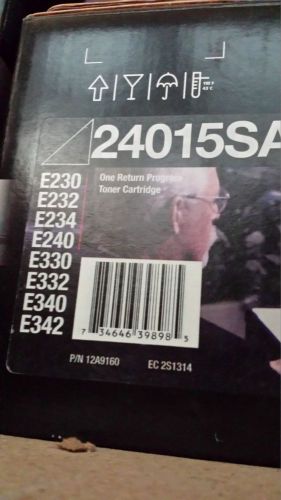 24015SA
One Return Program
Toner Cartridge
E230
E232
E234
E240
E330
E332
E340
E342
7 34646 39898 5
P/N 12A9160
EC 2S1314